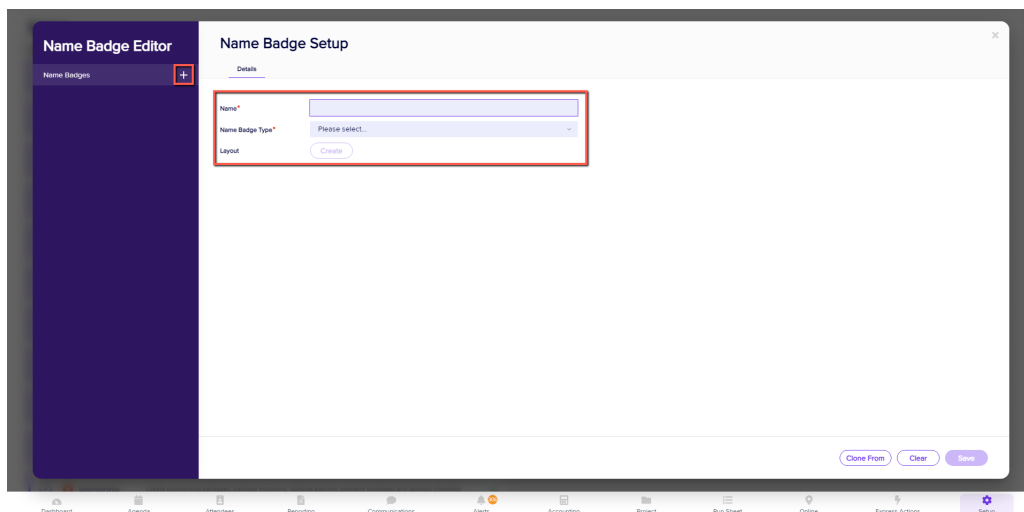 Name Badge Editor
Name Badges
Name Badge Setup
Details
Name*
Name Badge Type* Please select...
Layout Create
Clone From Clear Save
Dashboard Agenda Attendees Reporting Communications Alerts Accounting Project Run Sheet Online Express Actions Setup